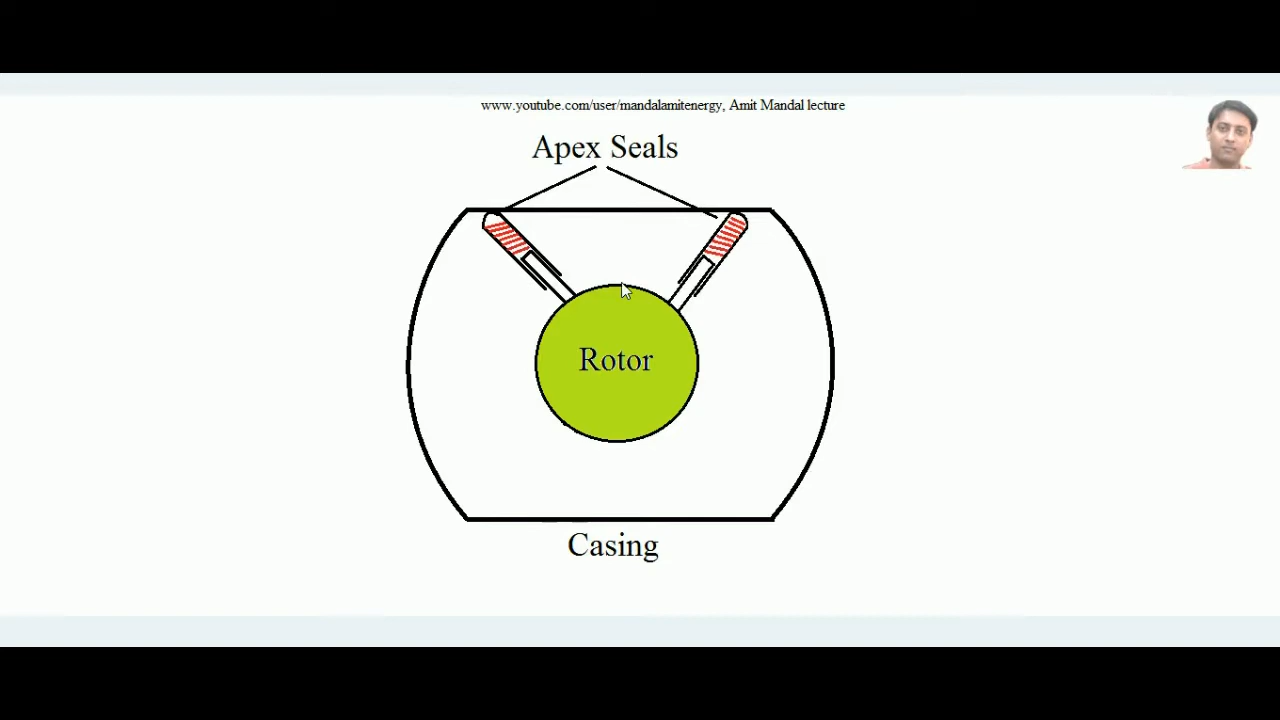 www.youtube.com/user/mandalamitenergy, Amit Mandal lecture
Apex Seals
Rotor
Casing